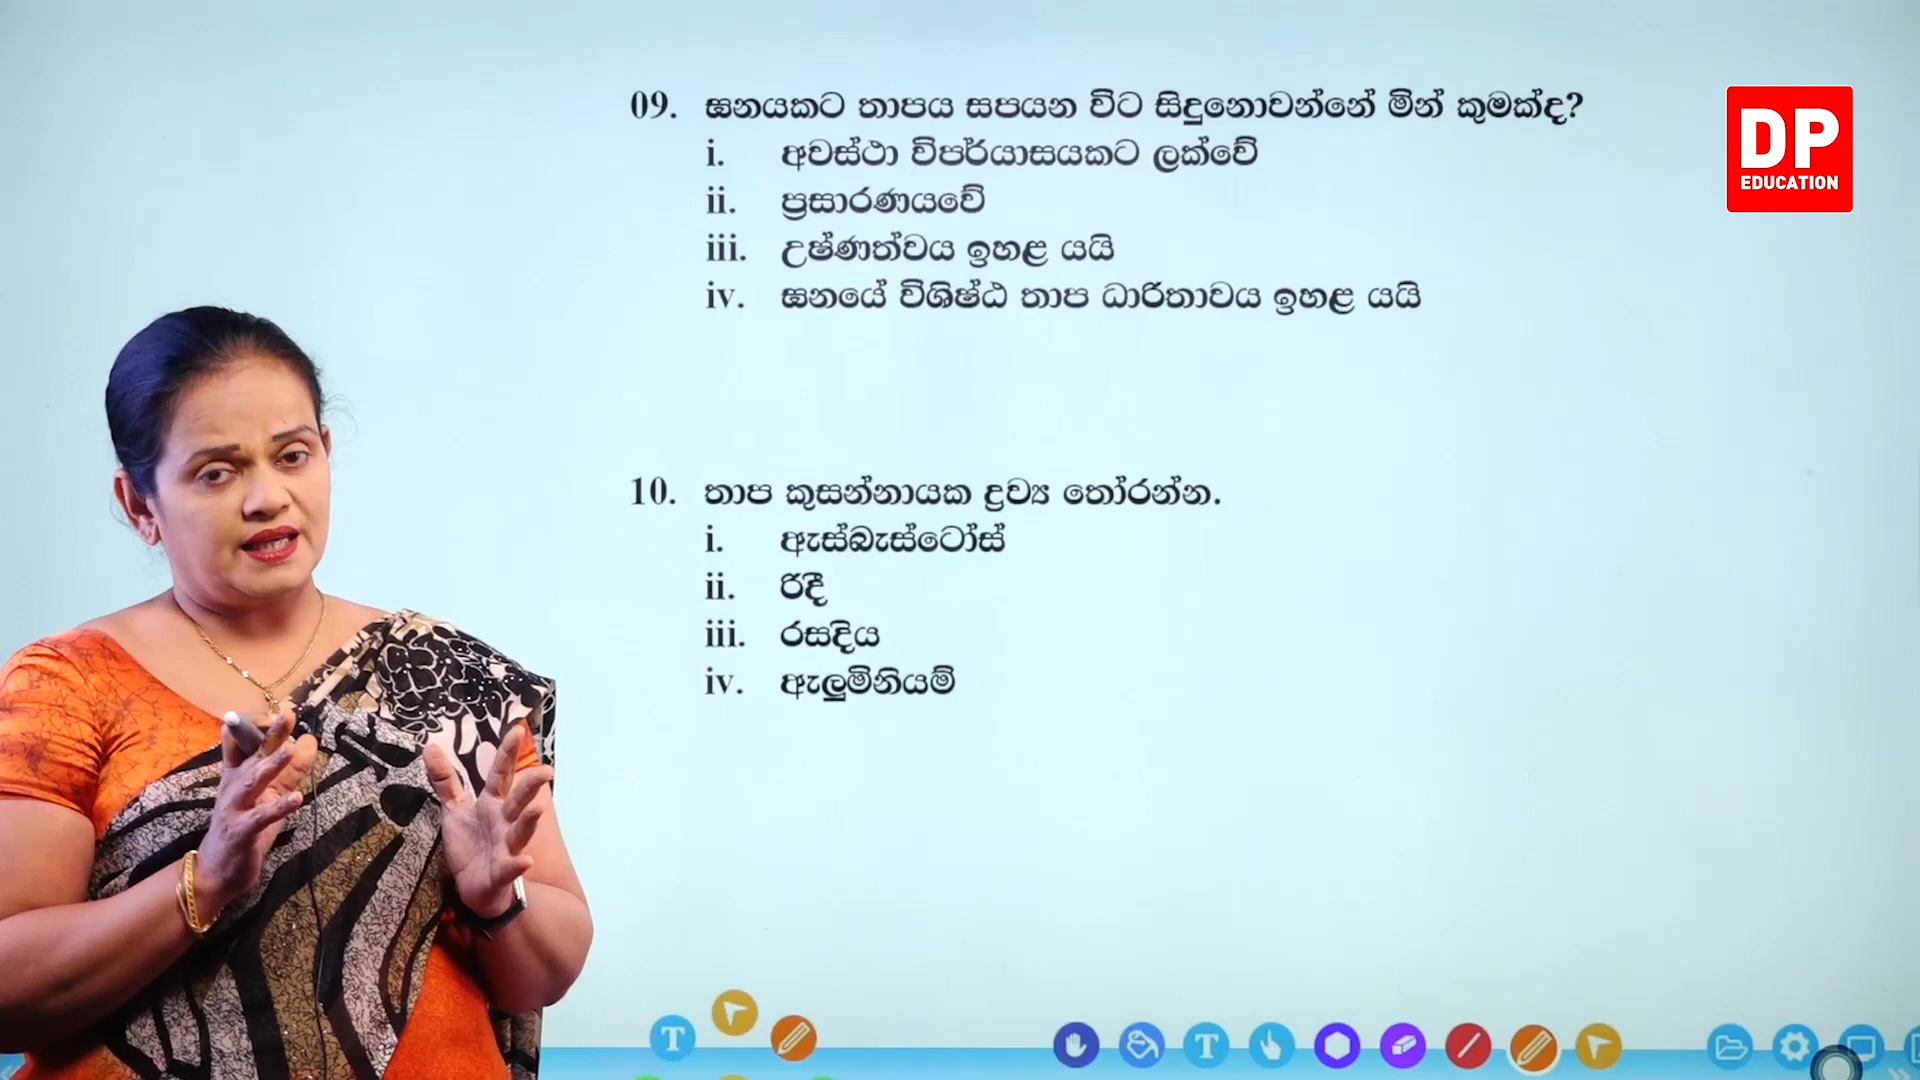 09. ඝනයකට තාපය සපයන විට සිදුනොවන්නේ මින් කුමක්ද?
i. අවස්ථා විපර්යාසයකට ලක්වේ
ii. ප්‍රසාරණයවේ
iii. උෂ්ණත්වය ඉහළ යයි
iv. ඝනයේ විශිෂ්ඨ තාප ධාරිතාවය ඉහළ යයි
DP
EDUCATION
10. තාප කුසන්නායක ද්‍රව්‍ය තෝරන්න.
i. ඇස්බැස්ටෝස්
ii. රිදී
iii. රසදිය
iv. ඇලුමිනියම්
T
T